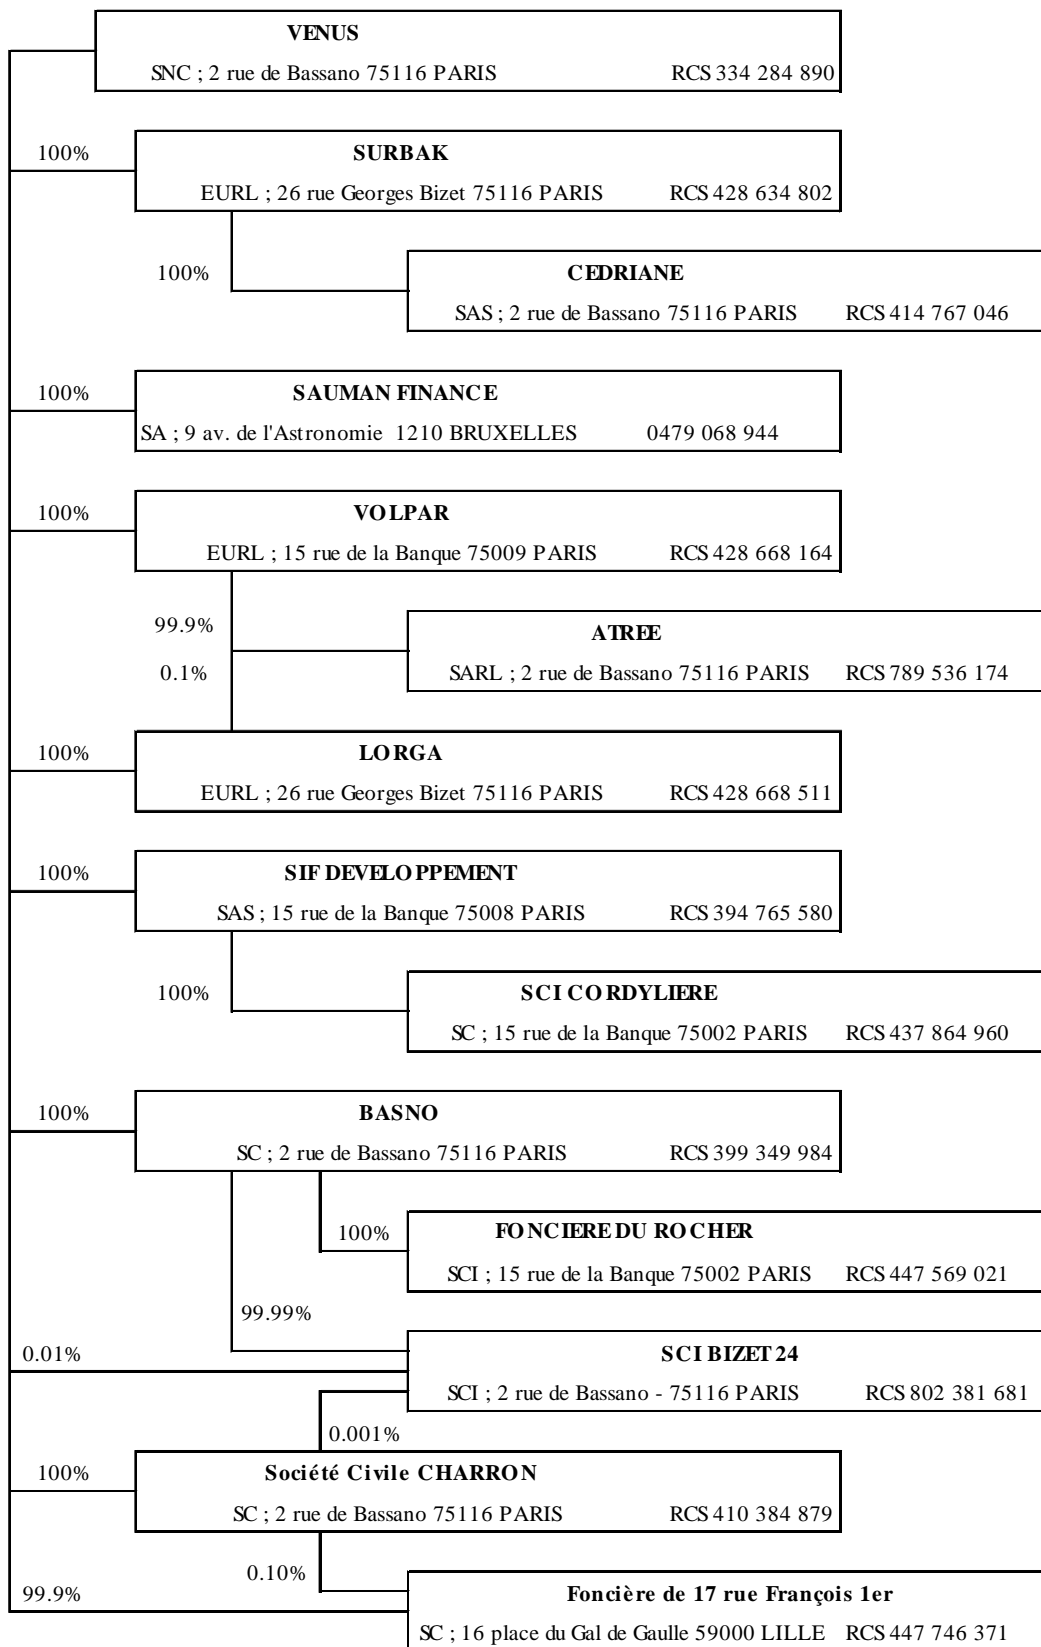 VENUS
SNC ; 2 rue de Bassano 75116 PARIS RCS 334 284 890
100% SURBAK
EURL ; 26 rue Georges Bizet 75116 PARIS RCS 428 634 802
100% CEDRIANE
SAS ; 2 rue de Bassano 75116 PARIS RCS 414 767 046
100% SAUMAN FINANCE
SA ; 9 av. de l'Astronomie 1210 BRUXELLES 0479 068 944
100% VOLPAR
EURL ; 15 rue de la Banque 75009 PARIS RCS 428 668 164
99.9% ATREE
0.1% SARL ; 2 rue de Bassano 75116 PARIS RCS 789 536 174
100% LORGA
EURL ; 26 rue Georges Bizet 75116 PARIS RCS 428 668 511
100% SIF DEVELOPPEMENT
SAS ; 15 rue de la Banque 75008 PARIS RCS 394 765 580
100% SCI CORDYLIERE
SC ; 15 rue de la Banque 75002 PARIS RCS 437 864 960
100% BASNO
SC ; 2 rue de Bassano 75116 PARIS RCS 399 349 984
100% FONCIERE DU ROCHER
SCI ; 15 rue de la Banque 75002 PARIS RCS 447 569 021
99.99%
0.01% SCI BIZET 24
SCI ; 2 rue de Bassano - 75116 PARIS RCS 802 381 681
0.001%
100% Société Civile CHARRON
SC ; 2 rue de Bassano 75116 PARIS RCS 410 384 879
0.10%
99.9% Foncière de 17 rue François 1er
SC ; 16 place du Gal de Gaulle 59000 LILLE RCS 447 746 371